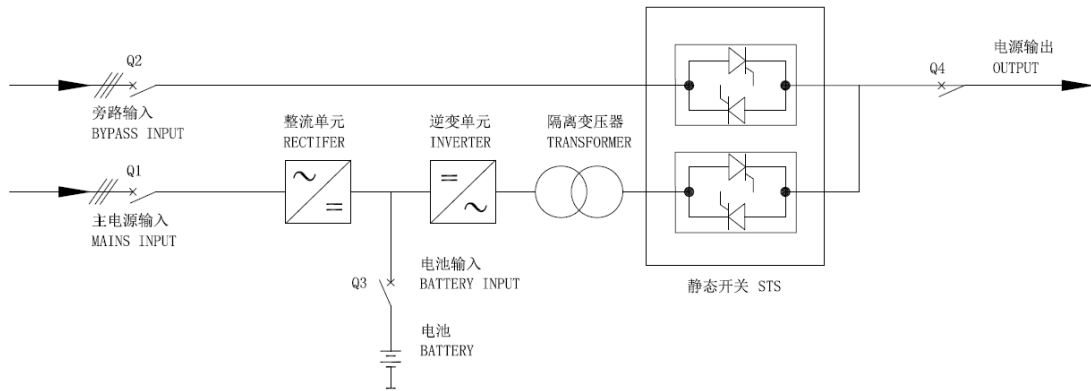 电源输出
OUTPUT
Q2
Q4
旁路输入
BYPASS INPUT
整流单元
RECTIFER
逆变单元
INVERTER
隔离变压器
TRANSFORMER
Q1
主电源输入
MAINS INPUT
Q3
电池输入
BATTERY INPUT
静态开关 STS
电池
BATTERY